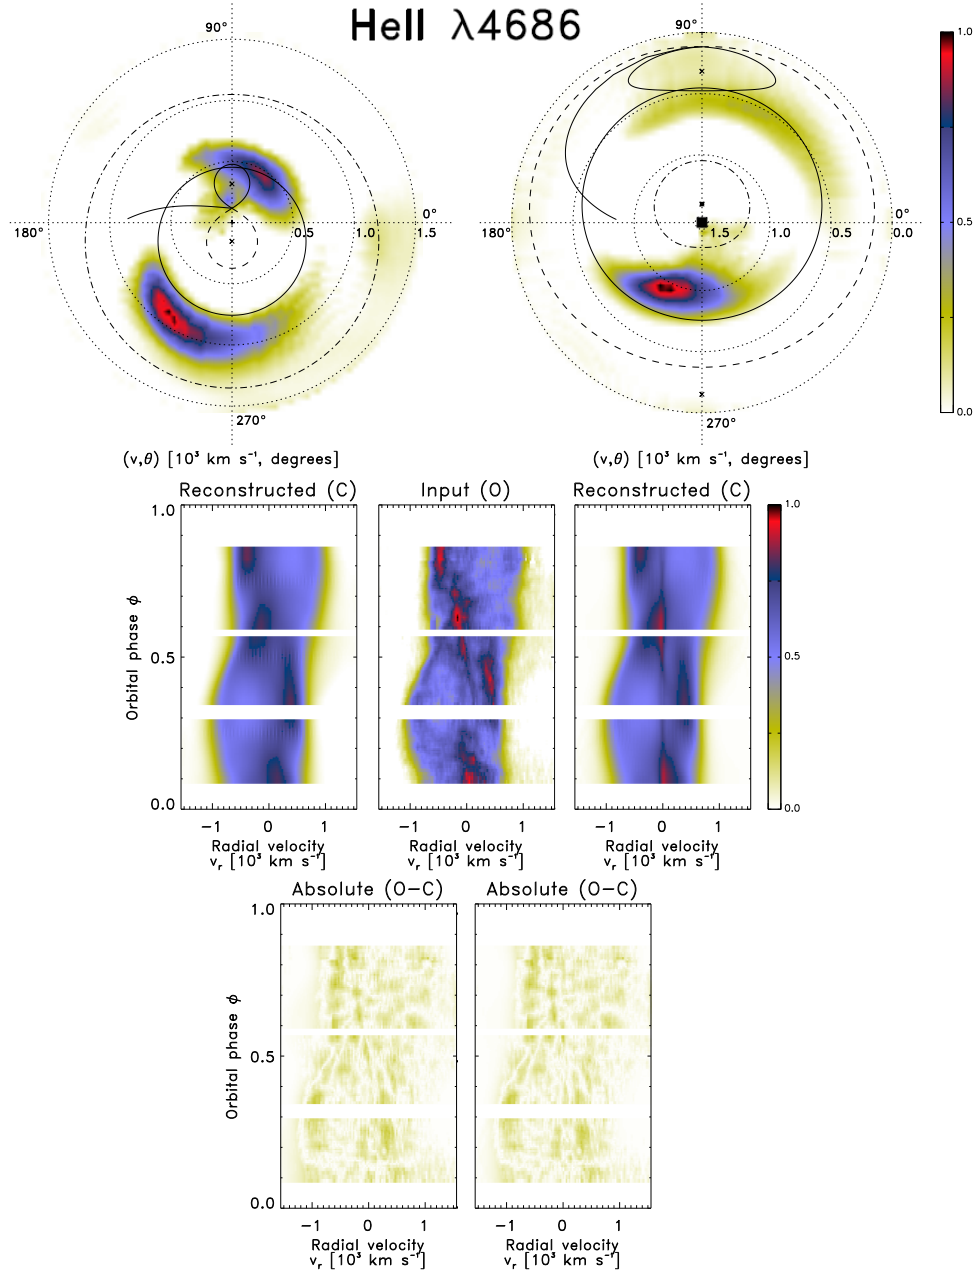 HeII λ4686
90° 90° 1.0
180° 0.5 1.0 1.5 0° 180° 1.5 1.0 0.5 0.0 0° 0.5
270° 270° 0.0
(v,θ) [10³ km s⁻¹, degrees] (v,θ) [10³ km s⁻¹, degrees]
Reconstructed (C) Input (O) Reconstructed (C)
1.0 1.0
Orbital phase ϕ
0.5 0.5
0.0 0.0
−1 0 1 −1 0 1 −1 0 1
Radial velocity Radial velocity Radial velocity
vᵣ [10³ km s⁻¹] vᵣ [10³ km s⁻¹] vᵣ [10³ km s⁻¹]
Absolute (O−C) Absolute (O−C)
1.0
Orbital phase ϕ
0.5
0.0
−1 0 1 −1 0 1
Radial velocity Radial velocity
vᵣ [10³ km s⁻¹] vᵣ [10³ km s⁻¹]